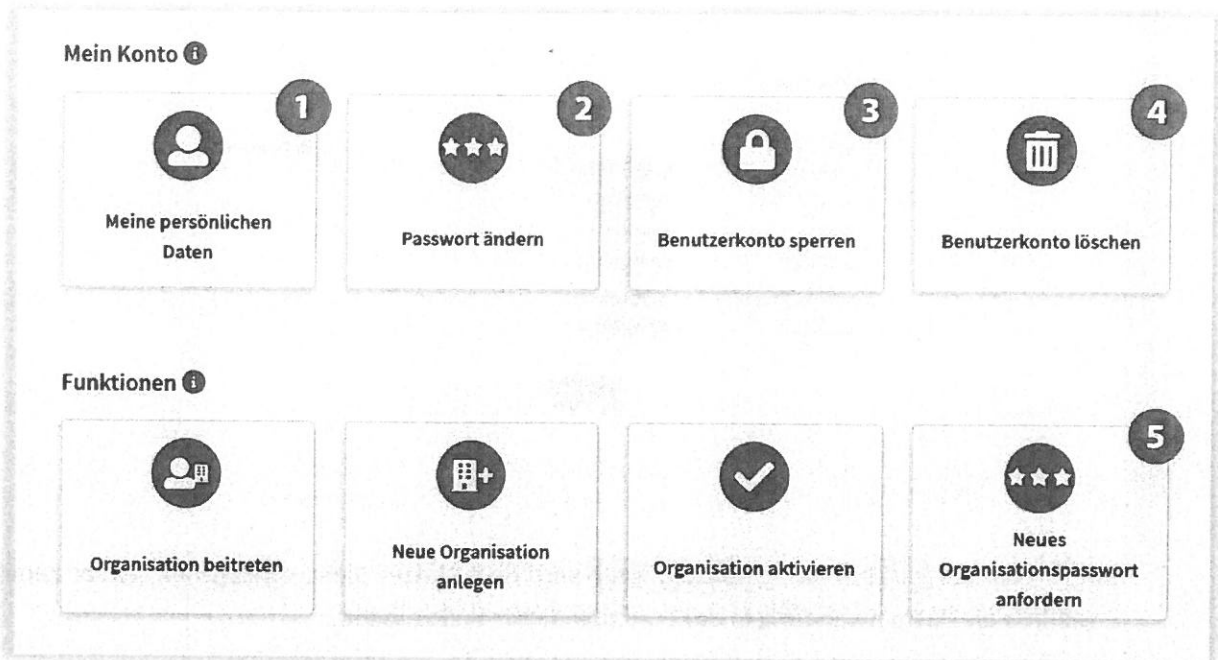 Mein Konto
1
2
3
4
Meine persönlichen
Daten
Passwort ändern
Benutzerkonto sperren
Benutzerkonto löschen
Funktionen
5
Organisation beitreten
Neue Organisation
anlegen
Organisation aktivieren
Neues
Organisationspasswort
anfordern